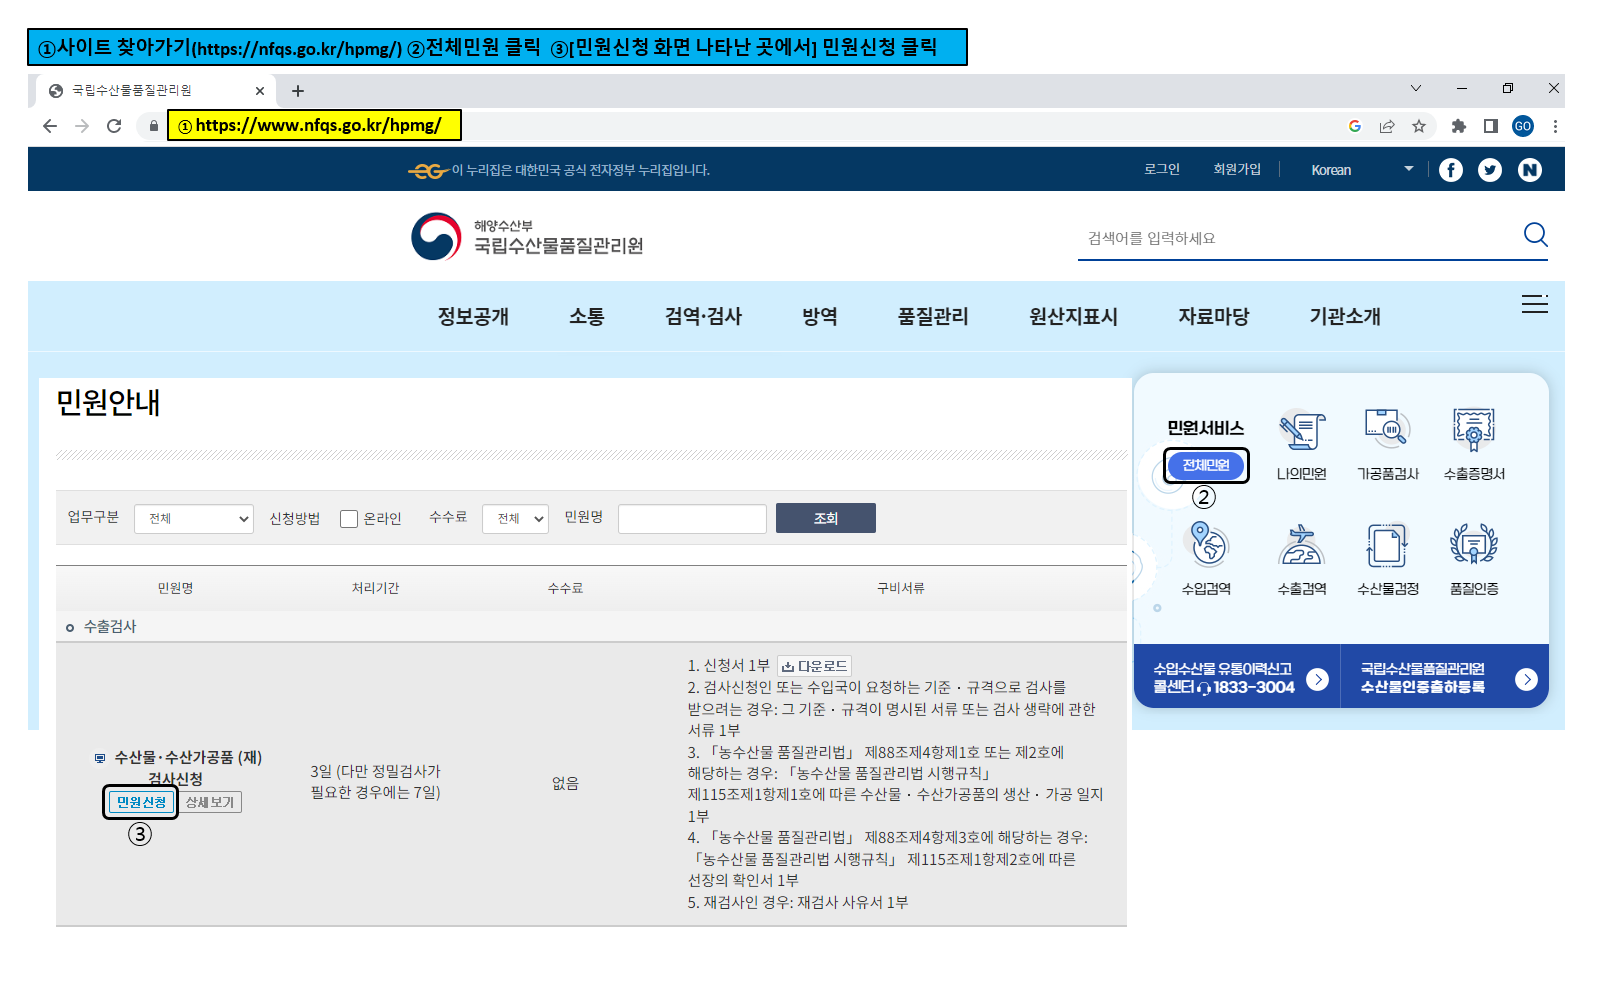 ①사이트 찾아가기(https://nfqs.go.kr/hpmg/) ②전체민원 클릭 ③[민원신청 화면 나타난 곳에서] 민원신청 클릭
국립수산물품질관리원
① https://www.nfqs.go.kr/hpmg/
GO
이 누리집은 대한민국 공식 전자정부 누리집입니다.
로그인 회원가입 Korean
해양수산부
국립수산물품질관리원
검색어를 입력하세요
정보공개 소통 검역·검사 방역 품질관리 원산지표시 자료마당 기관소개
민원안내
업무구분 전체 신청방법 온라인 수수료 전체 민원명 조회
민원명 처리기간 수수료 구비서류
수출검사
수산물·수산가공품 (재)
검사신청
민원신청 상세보기
③
3일 (다만 정밀검사가
필요한 경우에는 7일)
없음
1. 신청서 1부 다운로드
2. 검사신청인 또는 수입국이 요청하는 기준·규격으로 검사를
받으려는 경우: 그 기준·규격이 명시된 서류 또는 검사 생략에 관한
서류 1부
3. 「농수산물 품질관리법」 제88조제4항제1호 또는 제2호에
해당하는 경우: 「농수산물 품질관리법 시행규칙」
제115조제1항제1호에 따른 수산물·수산가공품의 생산·가공 일지
1부
4. 「농수산물 품질관리법」 제88조제4항제3호에 해당하는 경우:
「농수산물 품질관리법 시행규칙」 제115조제1항제2호에 따른
선장의 확인서 1부
5. 재검사인 경우: 재검사 사유서 1부
민원서비스
전체민원
②
나의민원 가공품검사 수출증명서
수입검역 수출검역 수산물검정 품질인증
수입수산물 유통이력신고
콜센터 1833-3004
국립수산물품질관리원
수산물인증출하등록